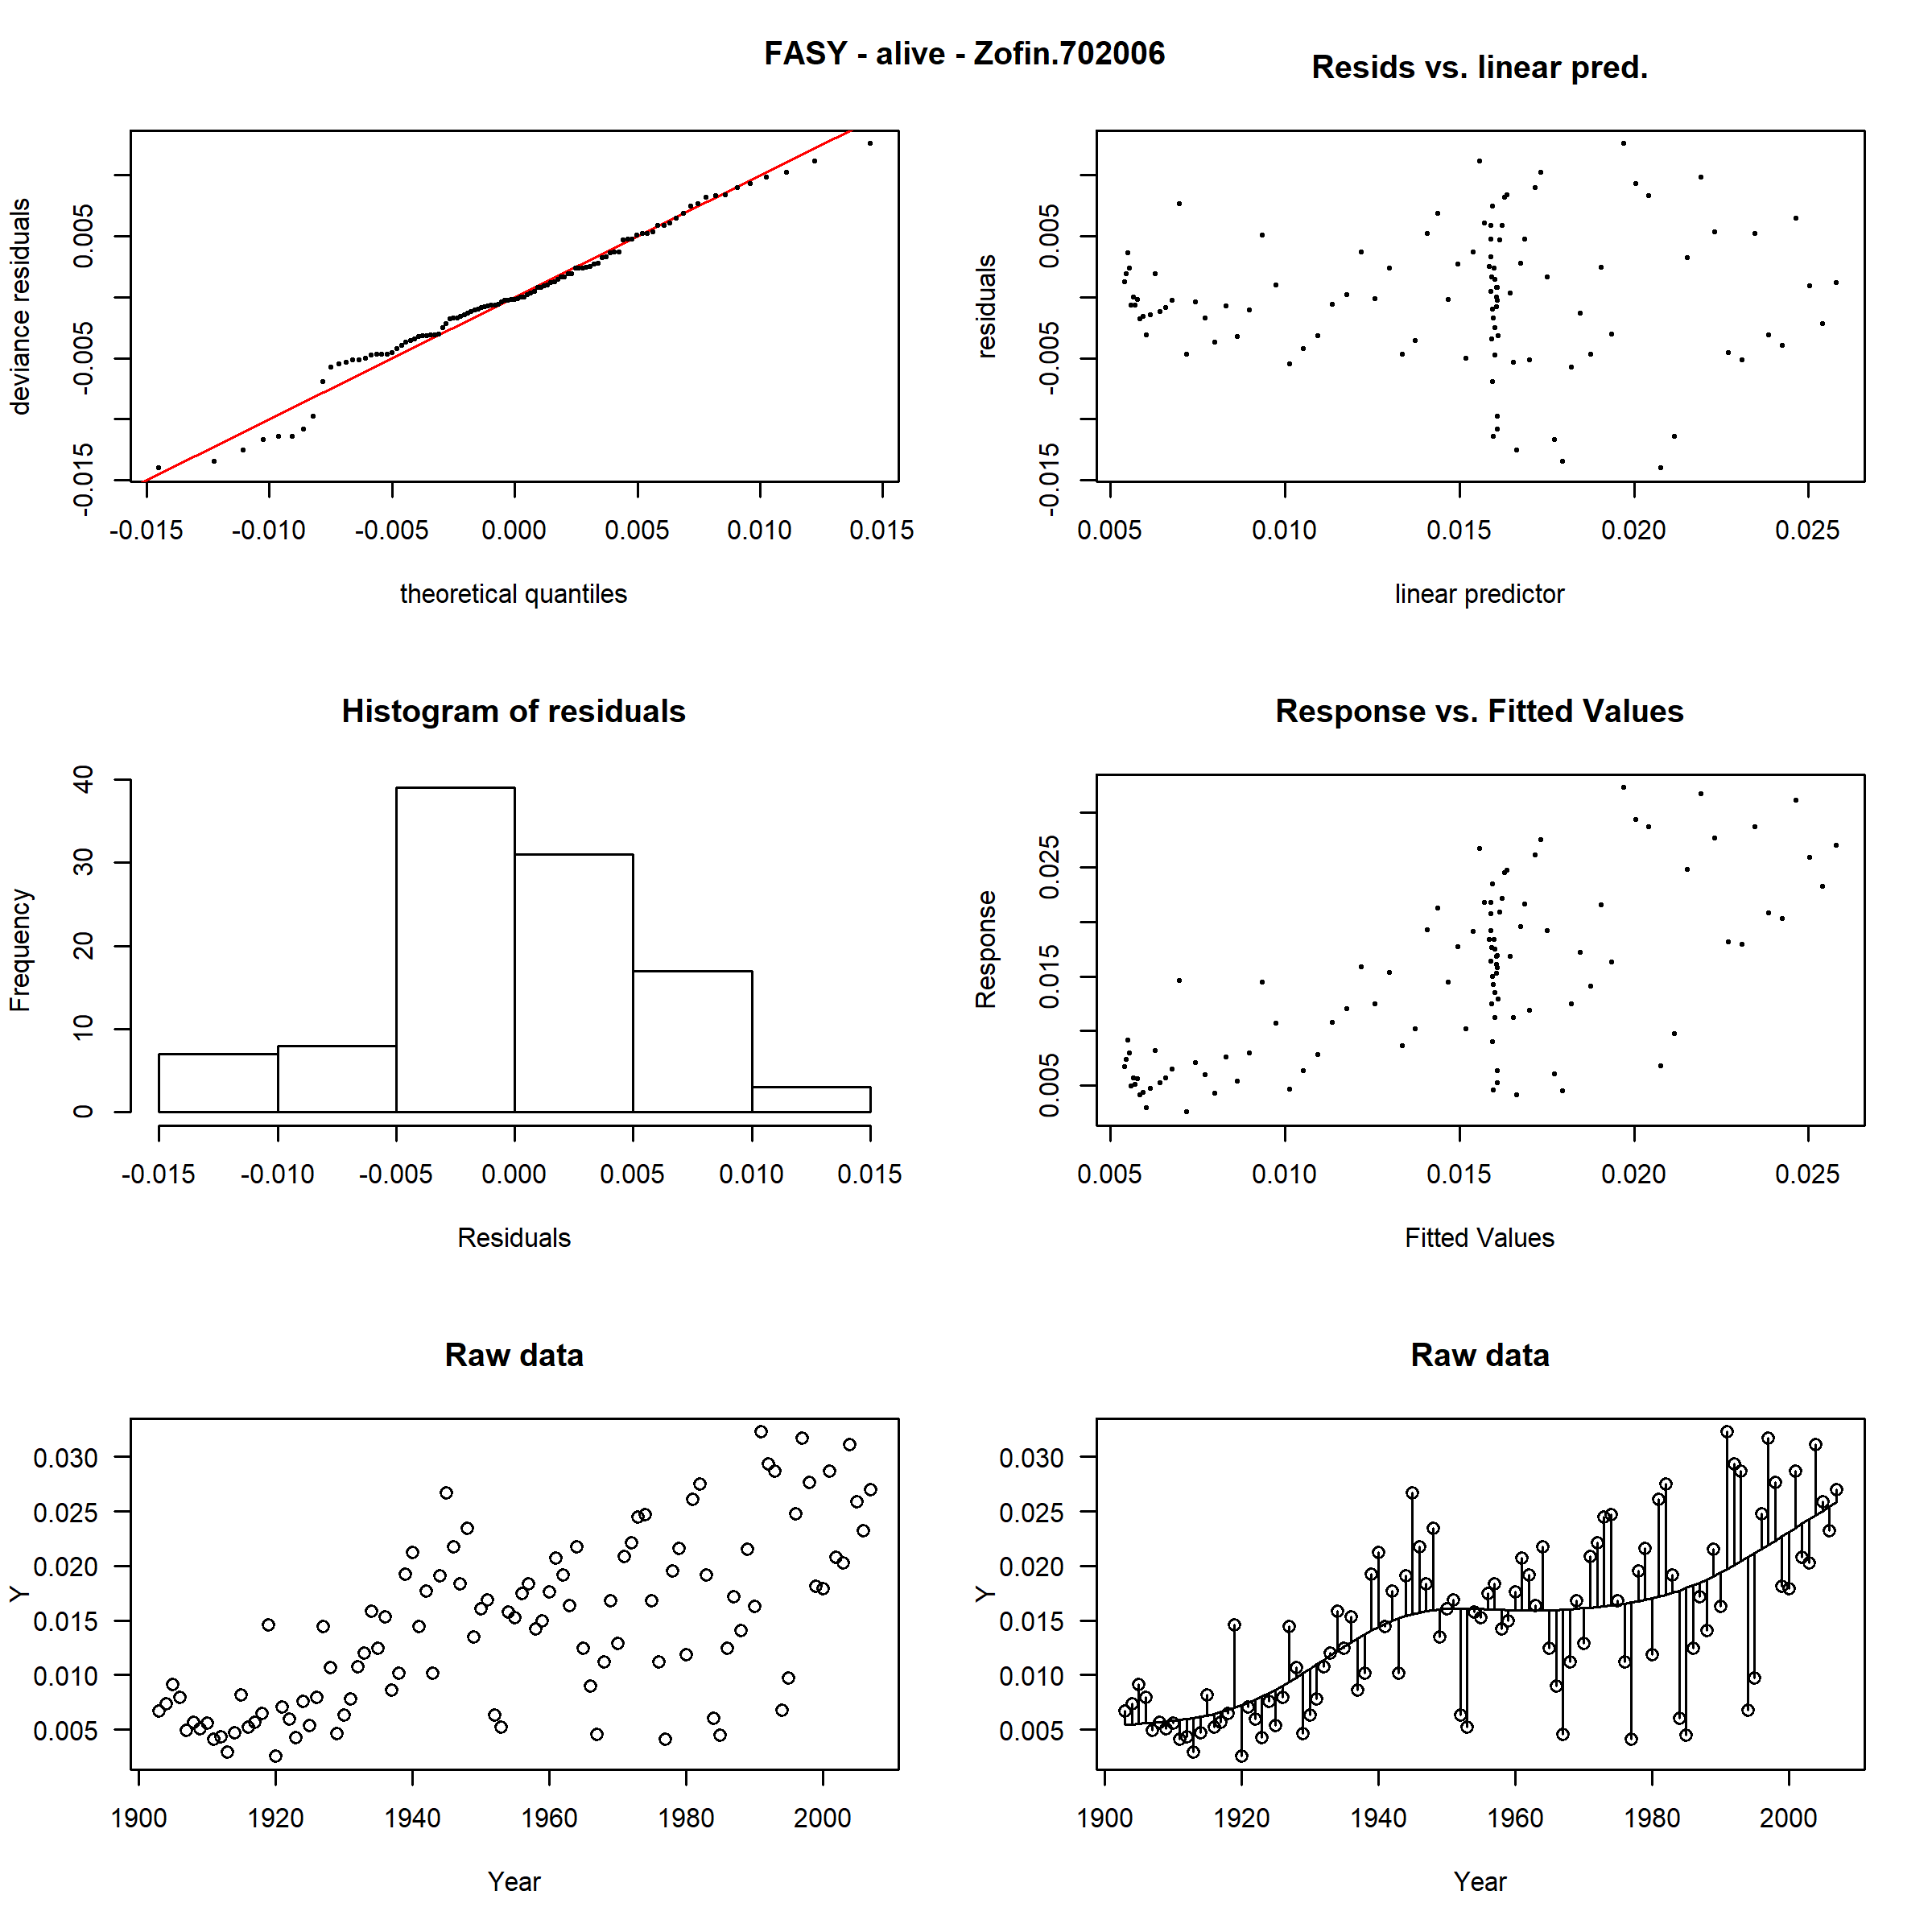 FASY - alive - Zofin.702006
Resids vs. linear pred.
deviance residuals
0.005
-0.005
-0.015
-0.015 -0.010 -0.005 0.000 0.005 0.010 0.015
theoretical quantiles
residuals
0.005
-0.005
-0.015
0.005 0.010 0.015 0.020 0.025
linear predictor
Histogram of residuals
Frequency
40
30
20
10
0
-0.015 -0.010 -0.005 0.000 0.005 0.010 0.015
Residuals
Response vs. Fitted Values
Response
0.025
0.015
0.005
0.005 0.010 0.015 0.020 0.025
Fitted Values
Raw data
Y
0.030
0.025
0.020
0.015
0.010
0.005
1900 1920 1940 1960 1980 2000
Year
Raw data
Y
0.030
0.025
0.020
0.015
0.010
0.005
1900 1920 1940 1960 1980 2000
Year